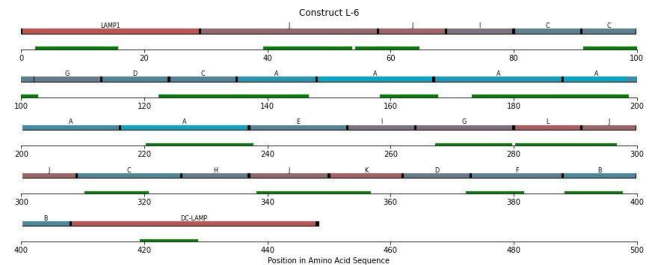 Construct L-6
LAMP1 J J I C C
0 20 40 60 80 100
G D C A A A A
100 120 140 160 180 200
A A E I G L J
200 220 240 260 280 300
J C H J K D F B
300 320 340 360 380 400
B DC-LAMP
400 420 440 460 480 500
Position in Amino Acid Sequence